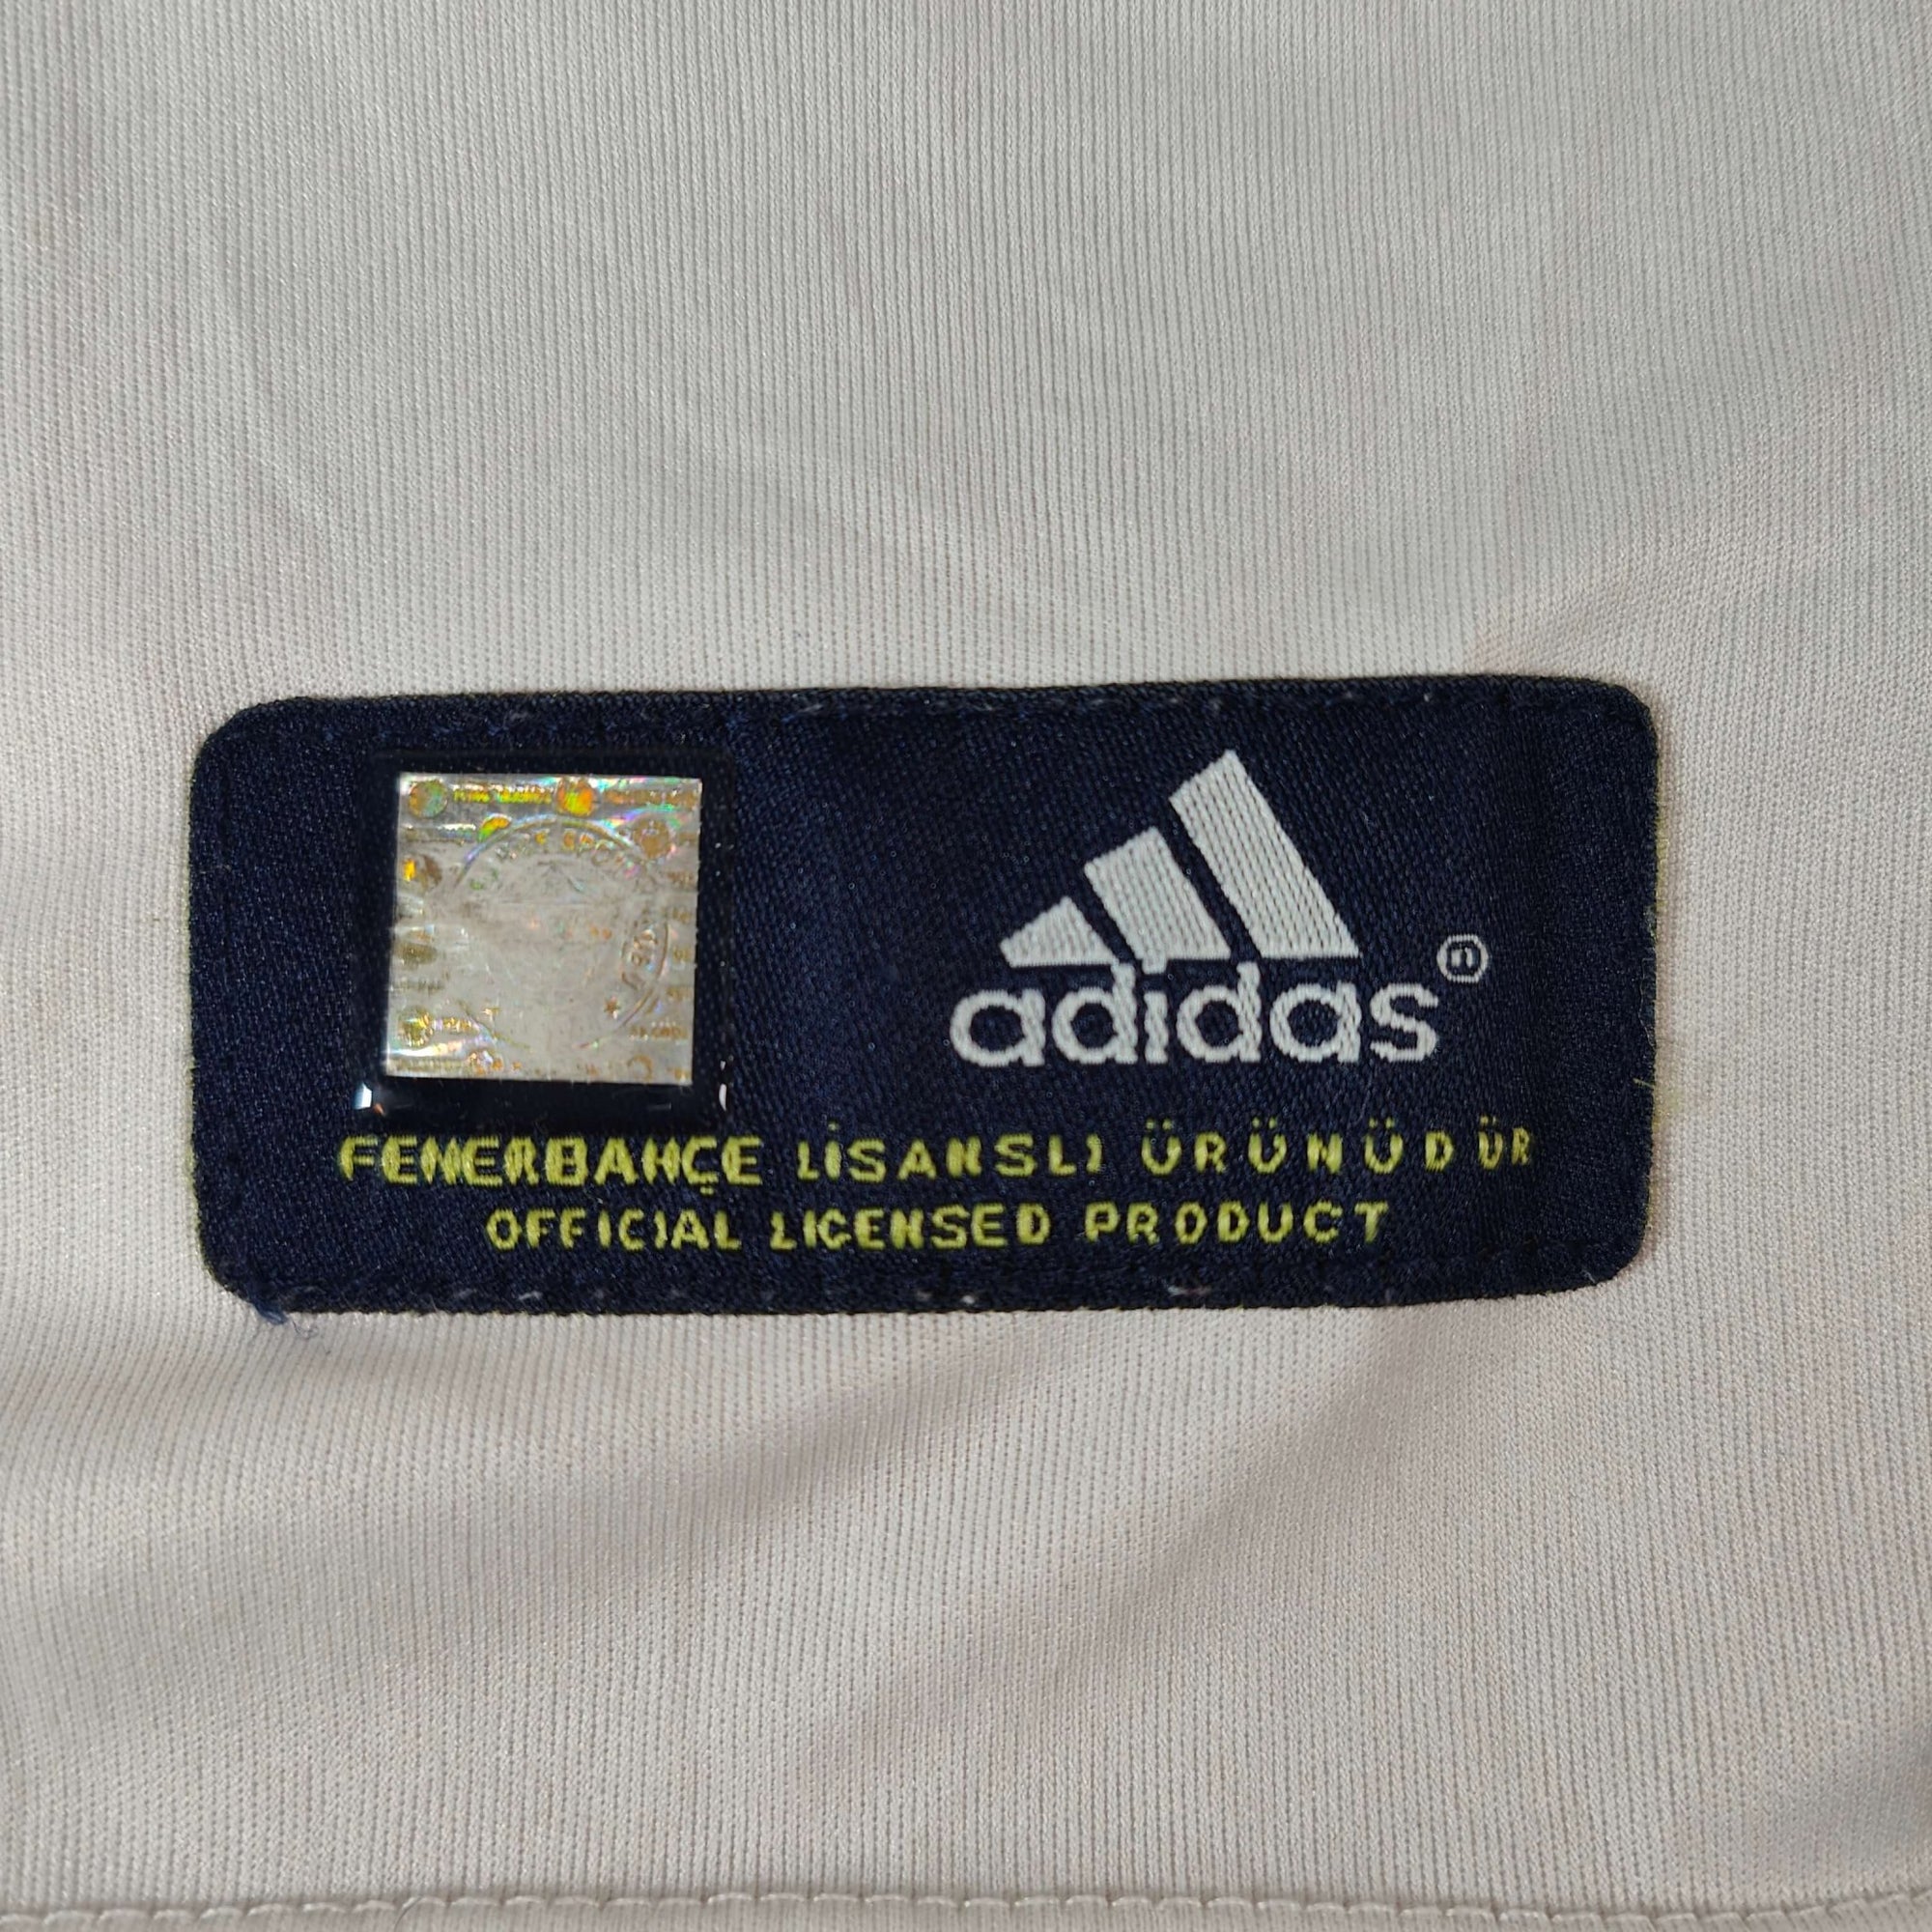 adidas®
FENERBAHÇE LİSANSLI ÜRÜNÜDÜR
OFFICIAL LICENSED PRODUCT